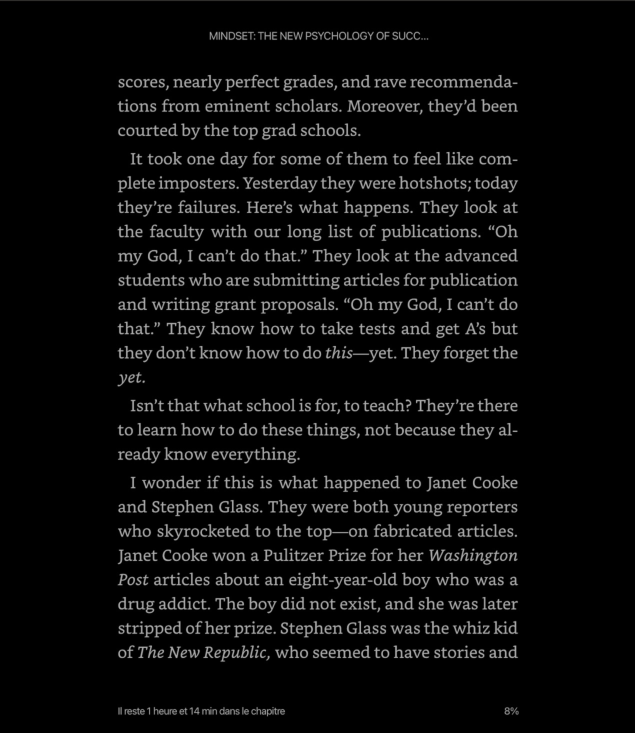 MINDSET: THE NEW PSYCHOLOGY OF SUCC...
scores, nearly perfect grades, and rave recommenda-
tions from eminent scholars. Moreover, they’d been
courted by the top grad schools.
It took one day for some of them to feel like com-
plete imposters. Yesterday they were hotshots; today
they’re failures. Here’s what happens. They look at
the faculty with our long list of publications. “Oh
my God, I can’t do that.” They look at the advanced
students who are submitting articles for publication
and writing grant proposals. “Oh my God, I can’t do
that.” They know how to take tests and get A’s but
they don’t know how to do this—yet. They forget the
yet.
Isn’t that what school is for, to teach? They’re there
to learn how to do these things, not because they al-
ready know everything.
I wonder if this is what happened to Janet Cooke
and Stephen Glass. They were both young reporters
who skyrocketed to the top—on fabricated articles.
Janet Cooke won a Pulitzer Prize for her Washington
Post articles about an eight-year-old boy who was a
drug addict. The boy did not exist, and she was later
stripped of her prize. Stephen Glass was the whiz kid
of The New Republic, who seemed to have stories and
Il reste 1 heure et 14 min dans le chapitre
8%